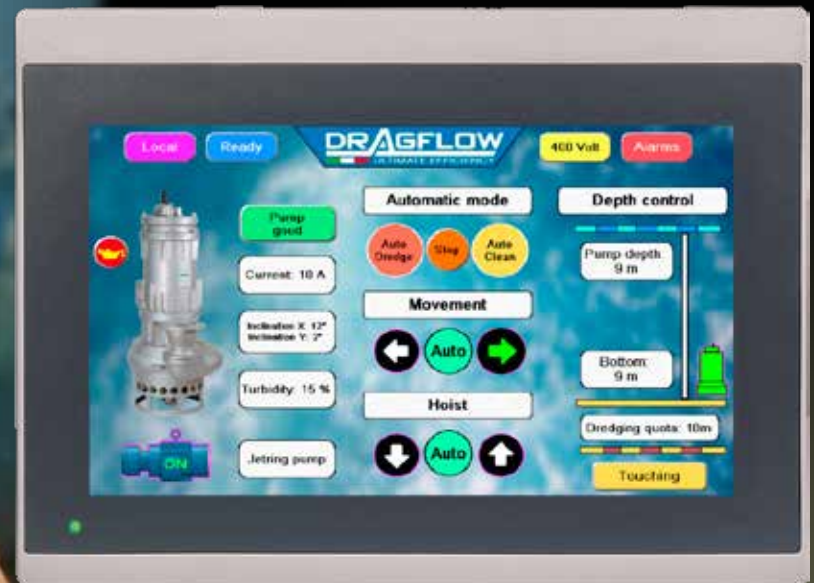 Local
Ready
DRAGFLOW
ULTIMATE EFFICIENCY
400 Volt
Alarms
Pump
good
Current: 10 A
Inclination X: 12°
Inclination Y: 2°
Turbidity: 15 %
ON
Jetring pump
Automatic mode
Auto
Dredge
Stop
Auto
Clean
Movement
Auto
Hoist
Auto
Depth control
Pump depth
9 m
Bottom:
9 m
Dredging quota: 10m
Touching